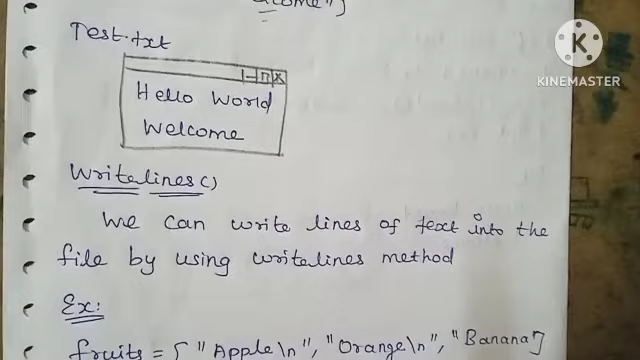 come")
Test.txt
Hello World
Welcome
Writelines()
We can write lines of text into the
file by using writelines method
Ex:
fruits = ["Apple\n", "Orange\n", "Banana"]
K
KINEMASTER